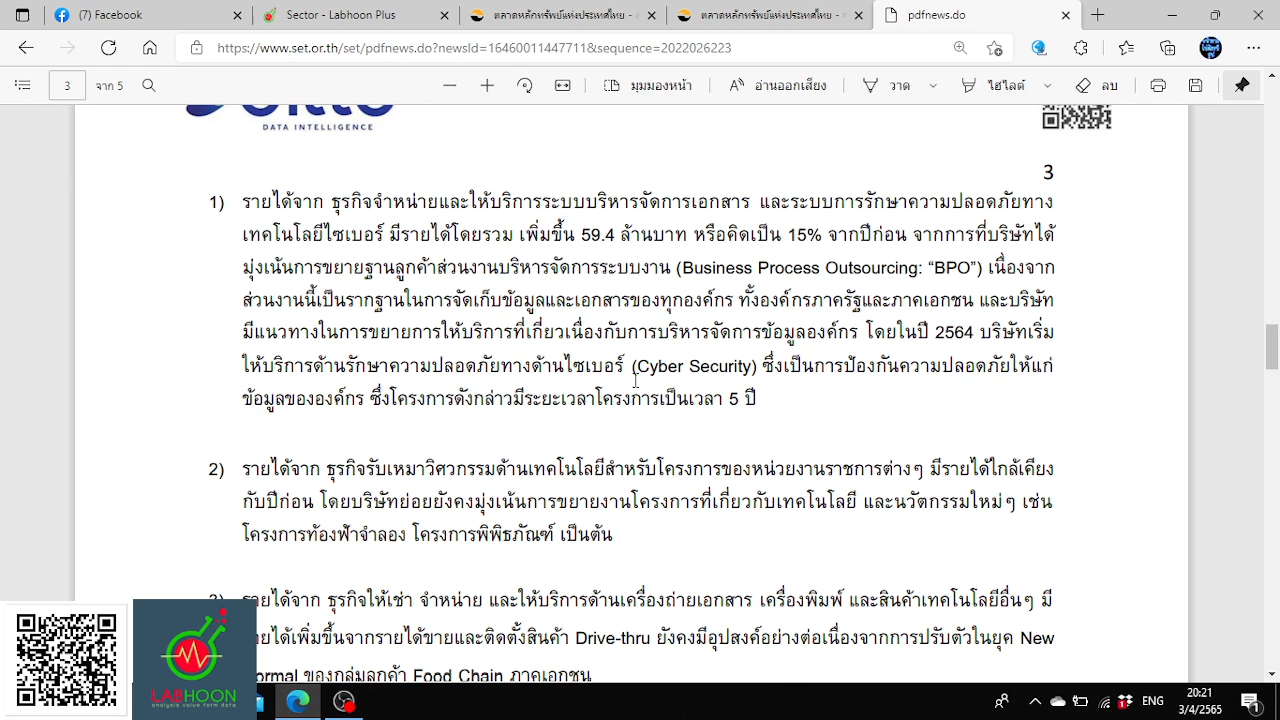 (7) Facebook
Sector - Labhoon Plus
ตลาดหลักทรัพย์แห่งประเทศไทย -
ตลาดหลักทรัพย์แห่งประเทศไทย -
pdfnews.do
https://www.set.or.th/set/pdfnews.do?newsId=16460011447711&sequence=2022026223
3 จาก 5
มุมมองหน้า
อ่านออกเสียง
วาด
ไฮไลต์
ลบ
DATA INTELLIGENCE
3
1) รายได้จาก ธุรกิจจำหน่ายและให้บริการระบบบริหารจัดการเอกสาร และระบบการรักษาความปลอดภัยทาง
เทคโนโลยีไซเบอร์ มีรายได้โดยรวม เพิ่มขึ้น 59.4 ล้านบาท หรือคิดเป็น 15% จากปีก่อน จากการที่บริษัทได้
มุ่งเน้นการขยายฐานลูกค้าส่วนงานบริหารจัดการระบบงาน (Business Process Outsourcing: “BPO”) เนื่องจาก
ส่วนงานนี้เป็นรากฐานในการจัดเก็บข้อมูลและเอกสารของทุกองค์กร ทั้งองค์กรภาครัฐและภาคเอกชน และบริษัท
มีแนวทางในการขยายการให้บริการที่เกี่ยวเนื่องกับการบริหารจัดการข้อมูลองค์กร โดยในปี 2564 บริษัทเริ่ม
ให้บริการด้านรักษาความปลอดภัยทางด้านไซเบอร์ (Cyber Security) ซึ่งเป็นการป้องกันความปลอดภัยให้แก่
ข้อมูลขององค์กร ซึ่งโครงการดังกล่าวมีระยะเวลาโครงการเป็นเวลา 5 ปี
2) รายได้จาก ธุรกิจรับเหมาวิศวกรรมด้านเทคโนโลยีสำหรับโครงการของหน่วยงานราชการต่างๆ มีรายได้ใกล้เคียง
กับปีก่อน โดยบริษัทย่อยยังคงมุ่งเน้นการขยายงานโครงการที่เกี่ยวกับเทคโนโลยี และนวัตกรรมใหม่ๆ เช่น
โครงการท้องฟ้าจำลอง โครงการพิพิธภัณฑ์ เป็นต้น
3) รายได้จาก ธุรกิจให้เช่า จำหน่าย และให้บริการด้านเครื่องถ่ายเอกสาร เครื่องพิมพ์ และสินค้าเทคโนโลยีอื่นๆ มี
รายได้เพิ่มขึ้นจากรายได้ขายและติดตั้งสินค้า Drive-thru ยังคงมีอุปสงค์อย่างต่อเนื่องจากการปรับตัวในยุค New
ormal ของกลุ่มลูกค้า Food Chain ภาคเอกชน
LABHOON
analysis value farm data
ENG
20:21
3/4/2565